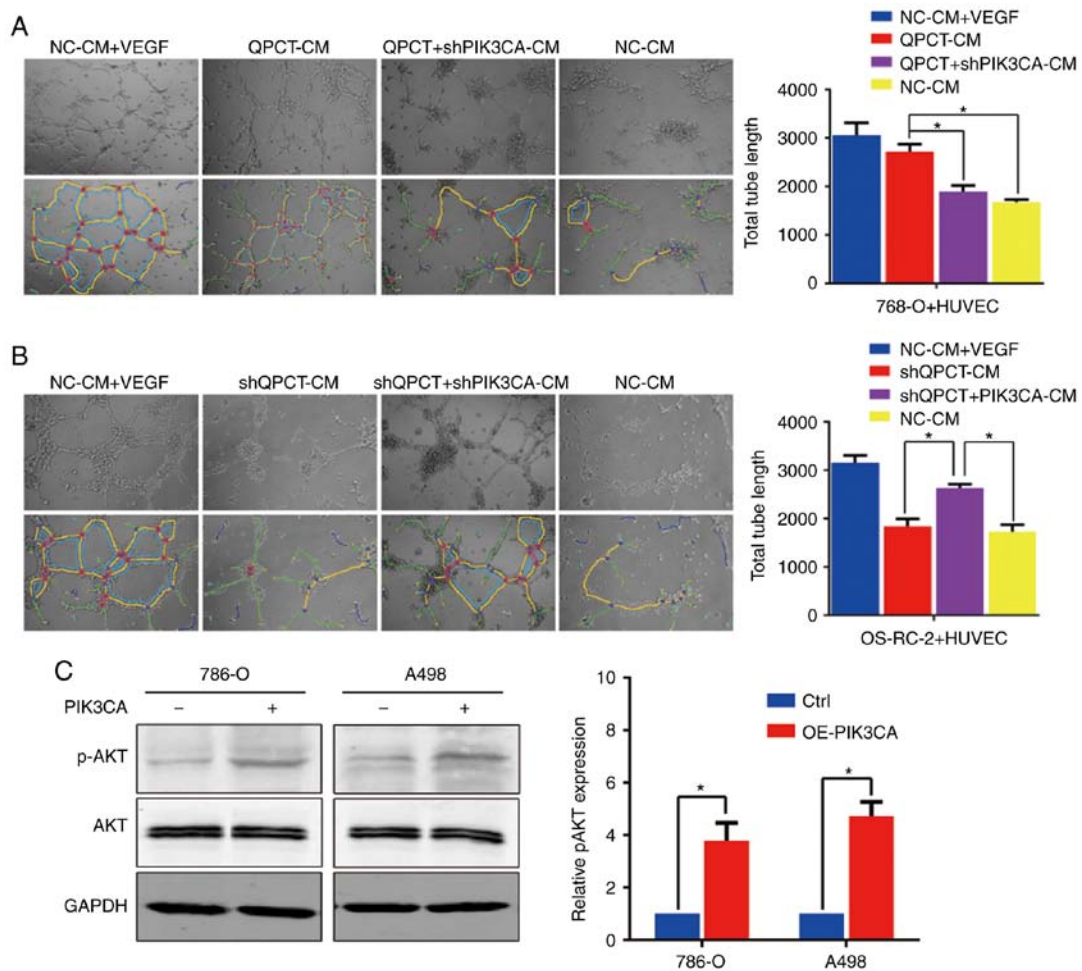 A
NC-CM+VEGF QPCT-CM QPCT+shPIK3CA-CM NC-CM
NC-CM+VEGF
QPCT-CM
QPCT+shPIK3CA-CM
NC-CM
Total tube length
4000
3000
2000
1000
0
* *
768-O+HUVEC
B
NC-CM+VEGF shQPCT-CM shQPCT+shPIK3CA-CM NC-CM
NC-CM+VEGF
shQPCT-CM
shQPCT+PIK3CA-CM
NC-CM
Total tube length
4000
3000
2000
1000
0
* *
OS-RC-2+HUVEC
C
786-O A498
PIK3CA – + – +
p-AKT
AKT
GAPDH
Relative pAKT expression
10
8
6
4
2
0
Ctrl
OE-PIK3CA
* *
786-O A498